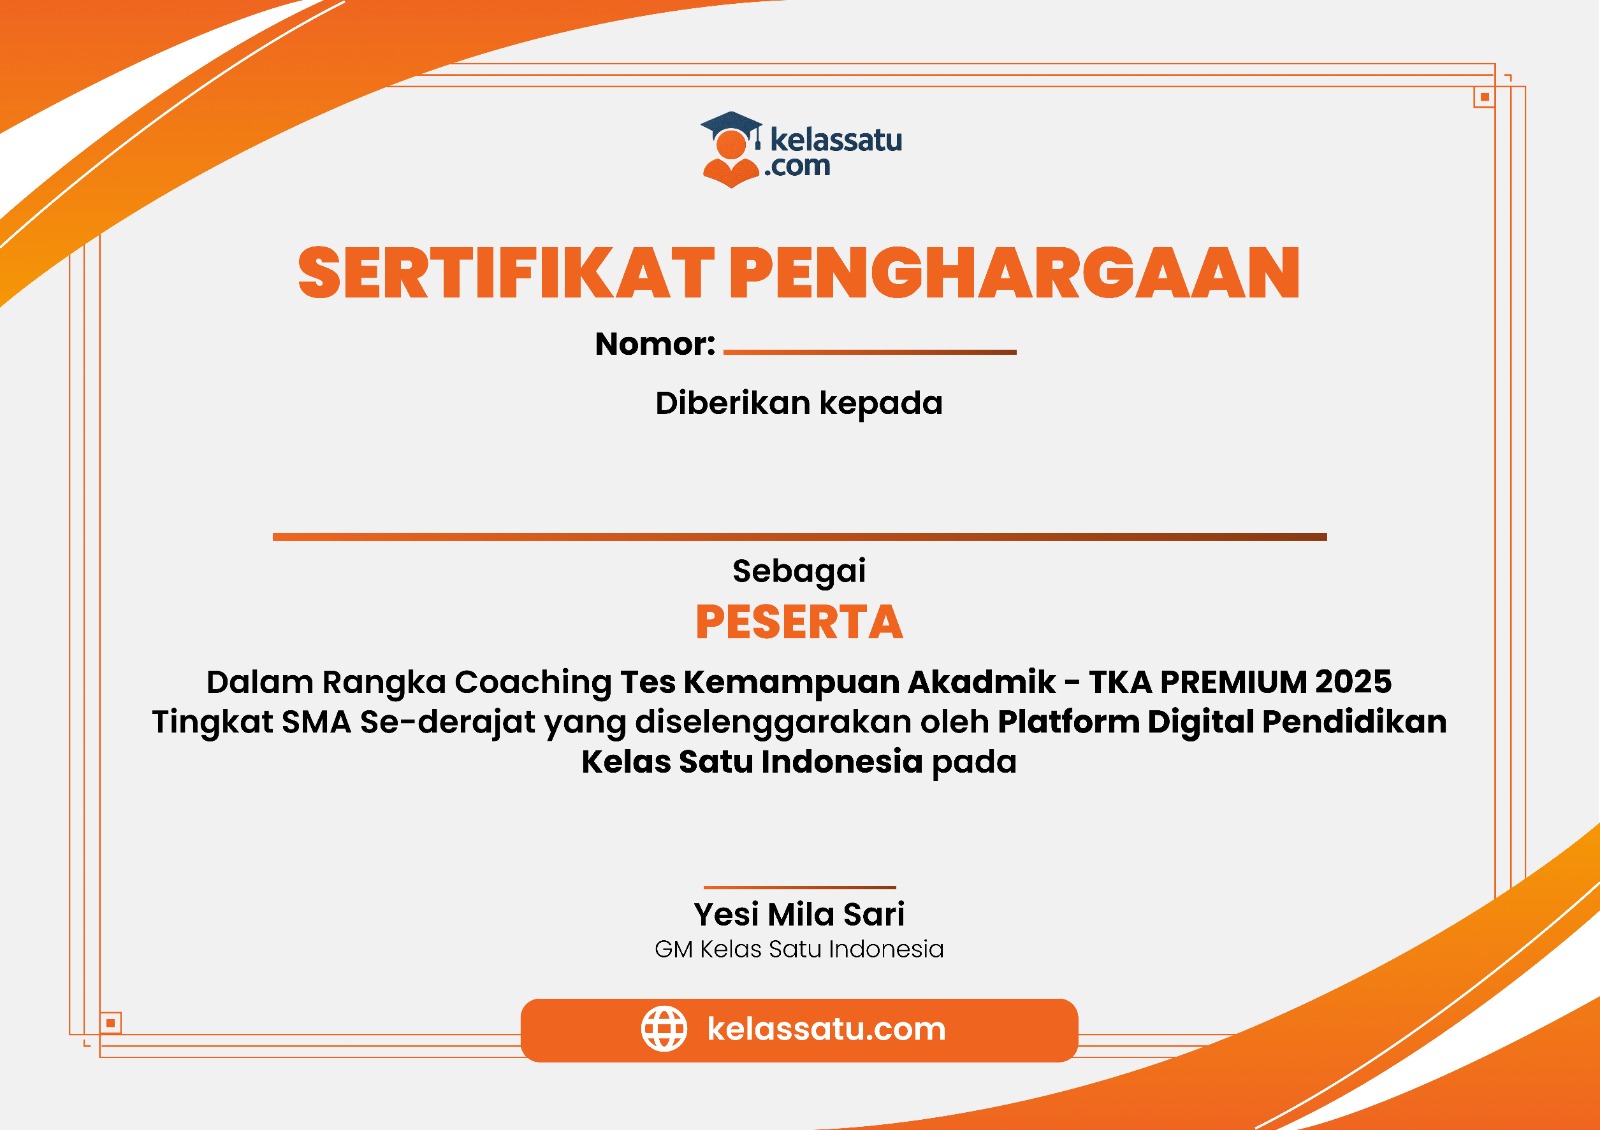 kelassatu
.com
SERTIFIKAT PENGHARGAAN
Nomor:
Diberikan kepada
Sebagai
PESERTA
Dalam Rangka Coaching Tes Kemampuan Akadmik - TKA PREMIUM 2025
Tingkat SMA Se-derajat yang diselenggarakan oleh Platform Digital Pendidikan
Kelas Satu Indonesia pada
Yesi Mila Sari
GM Kelas Satu Indonesia
kelassatu.com